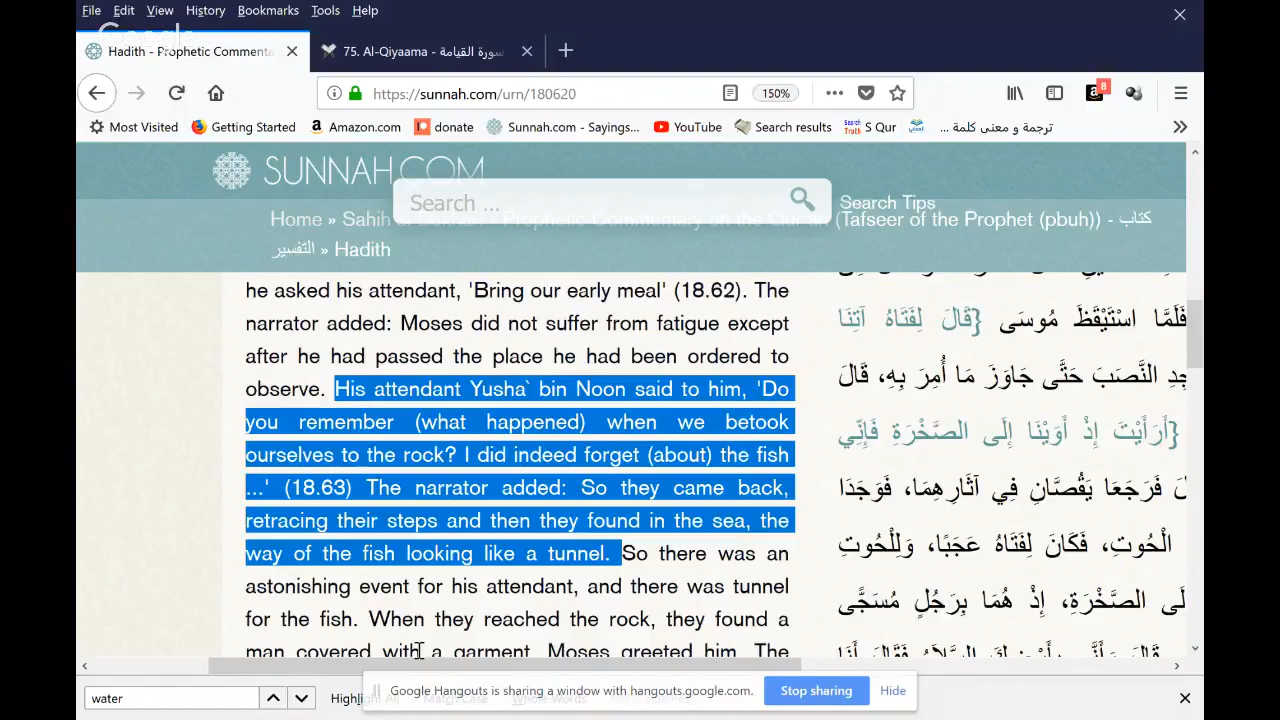 File Edit View History Bookmarks Tools Help
Google
Hadith - Prophetic Commenta
75. Al-Qiyaama - سورة القيامة
https://sunnah.com/urn/180620
150%
8
Most Visited Getting Started Amazon.com donate Sunnah.com - Sayings... YouTube Search results S Qur ترجمة و معنى كلمة ...
SUNNAH.COM
Search ...
Search Tips
Home » Sahih al-Bukhari » Prophetic Commentary on the Qur'an (Tafseer of the Prophet (pbuh)) - كتاب
التفسير » Hadith
he asked his attendant, 'Bring our early meal' (18.62). The
narrator added: Moses did not suffer from fatigue except
after he had passed the place he had been ordered to
observe. His attendant Yusha` bin Noon said to him, 'Do
you remember (what happened) when we betook
ourselves to the rock? I did indeed forget (about) the fish
...' (18.63) The narrator added: So they came back,
retracing their steps and then they found in the sea, the
way of the fish looking like a tunnel. So there was an
astonishing event for his attendant, and there was tunnel
for the fish. When they reached the rock, they found a
man covered with a garment. Moses greeted him. The
فَلَمَّا اسْتَيْقَظَ مُوسَى {قَالَ لِفَتَاهُ آتِنَا
النَّصَبَ حَتَّى جَاوَزَ مَا أُمِرَ بِهِ، قَالَ
{أَرَأَيْتَ إِذْ أَوَيْنَا إِلَى الصَّخْرَةِ فَإِنِّي
فَرَجَعَا يَقُصَّانِ فِي آثَارِهِمَا، فَوَجَدَا
الْحُوتِ، فَكَانَ لِفَتَاهُ عَجَبًا، وَلِلْحُوتِ
الصَّخْرَةِ، إِذْ هُمَا بِرَجُلٍ مُسَجًّى
water
Highlight All Match Case Whole Words
Google Hangouts is sharing a window with hangouts.google.com.
Stop sharing
Hide